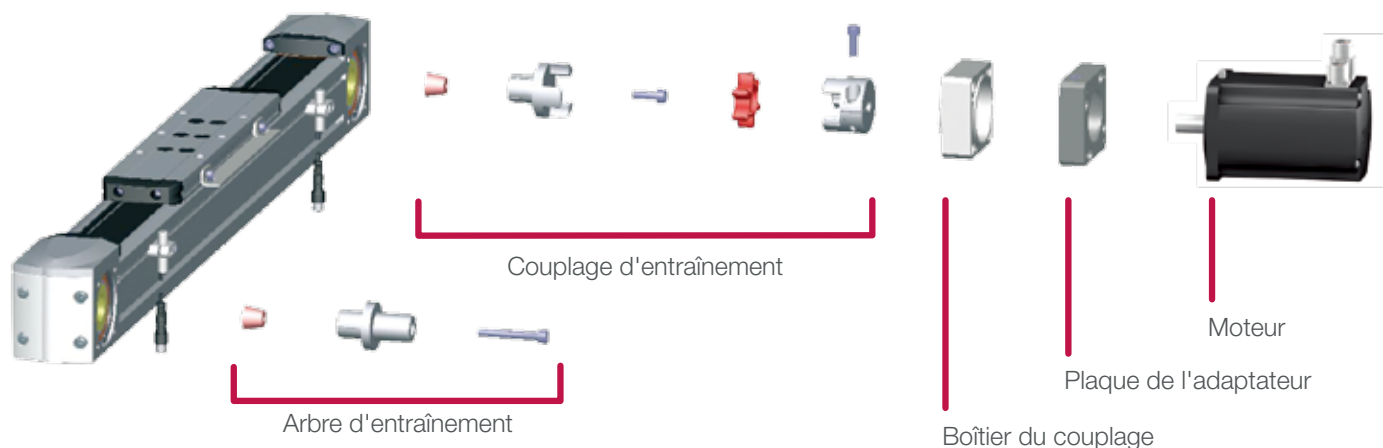 Couplage d'entraînement
Moteur
Plaque de l'adaptateur
Arbre d'entraînement
Boîtier du couplage